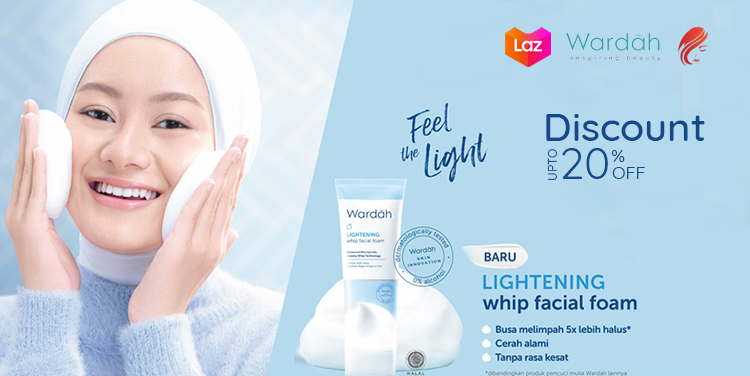 Laz
Wardah
inspiring beauty
Feel
the Light
Discount
UPTO 20% OFF
Wardah
LIGHTENING
whip facial foam
dermatologically tested
Wardah
SKIN
INNOVATION
0% alcohol
BARU
LIGHTENING
whip facial foam
Busa melimpah 5x lebih halus*
Cerah alami
Tanpa rasa kesat
HALAL
*dibandingkan produk pencuci muka Wardah lainnya